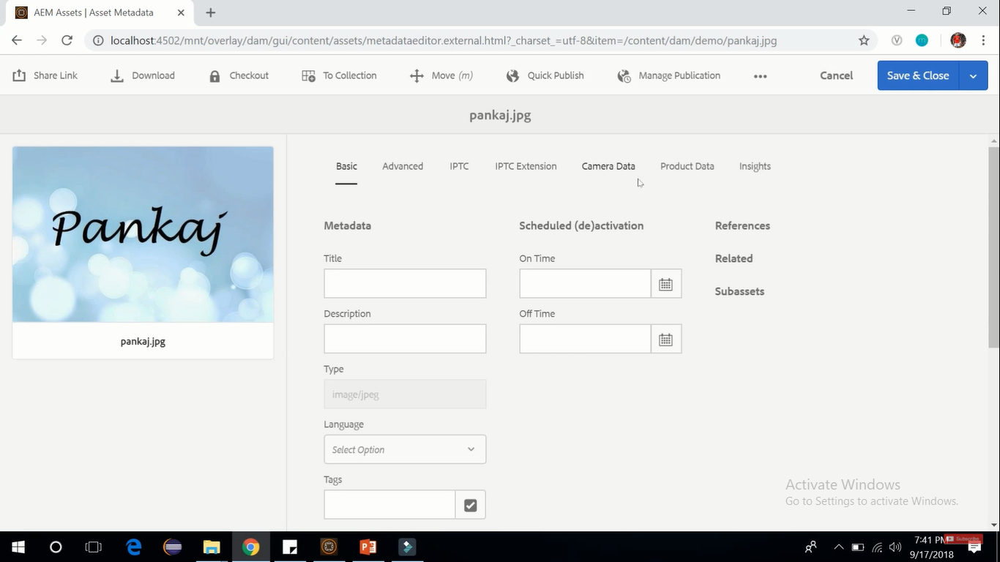 AEM Assets | Asset Metadata
localhost:4502/mnt/overlay/dam/gui/content/assets/metadataeditor.external.html?_charset_=utf-8&item=/content/dam/demo/pankaj.jpg
Share Link Download Checkout To Collection Move (m) Quick Publish Manage Publication ••• Cancel Save & Close
pankaj.jpg
Basic Advanced IPTC IPTC Extension Camera Data Product Data Insights
Pankaj
pankaj.jpg
Metadata
Title
Description
Type
image/jpeg
Language
Select Option
Tags
Scheduled (de)activation
On Time
Off Time
References
Related
Subassets
Activate Windows
Go to Settings to activate Windows.
7:41 PM
Subscribe
9/17/2018